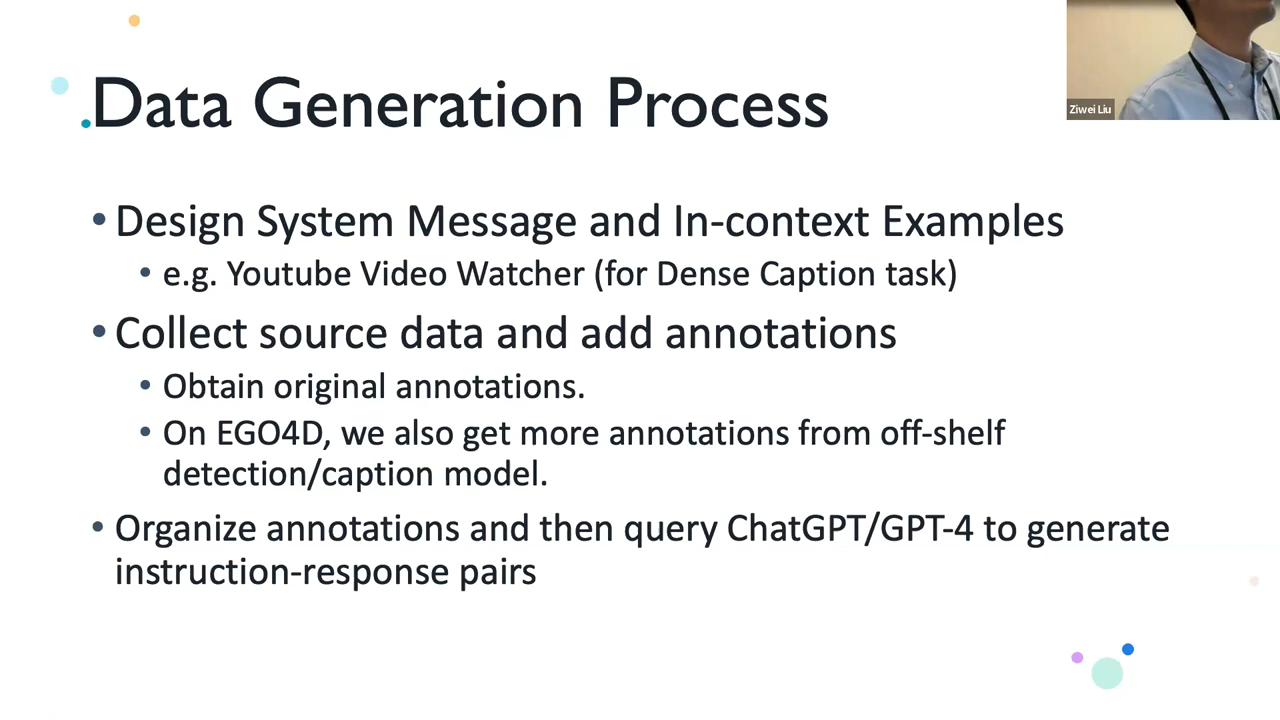 Ziwei Liu
Data Generation Process
• Design System Message and In-context Examples
• e.g. Youtube Video Watcher (for Dense Caption task)
• Collect source data and add annotations
• Obtain original annotations.
• On EGO4D, we also get more annotations from off-shelf
detection/caption model.
• Organize annotations and then query ChatGPT/GPT-4 to generate
instruction-response pairs